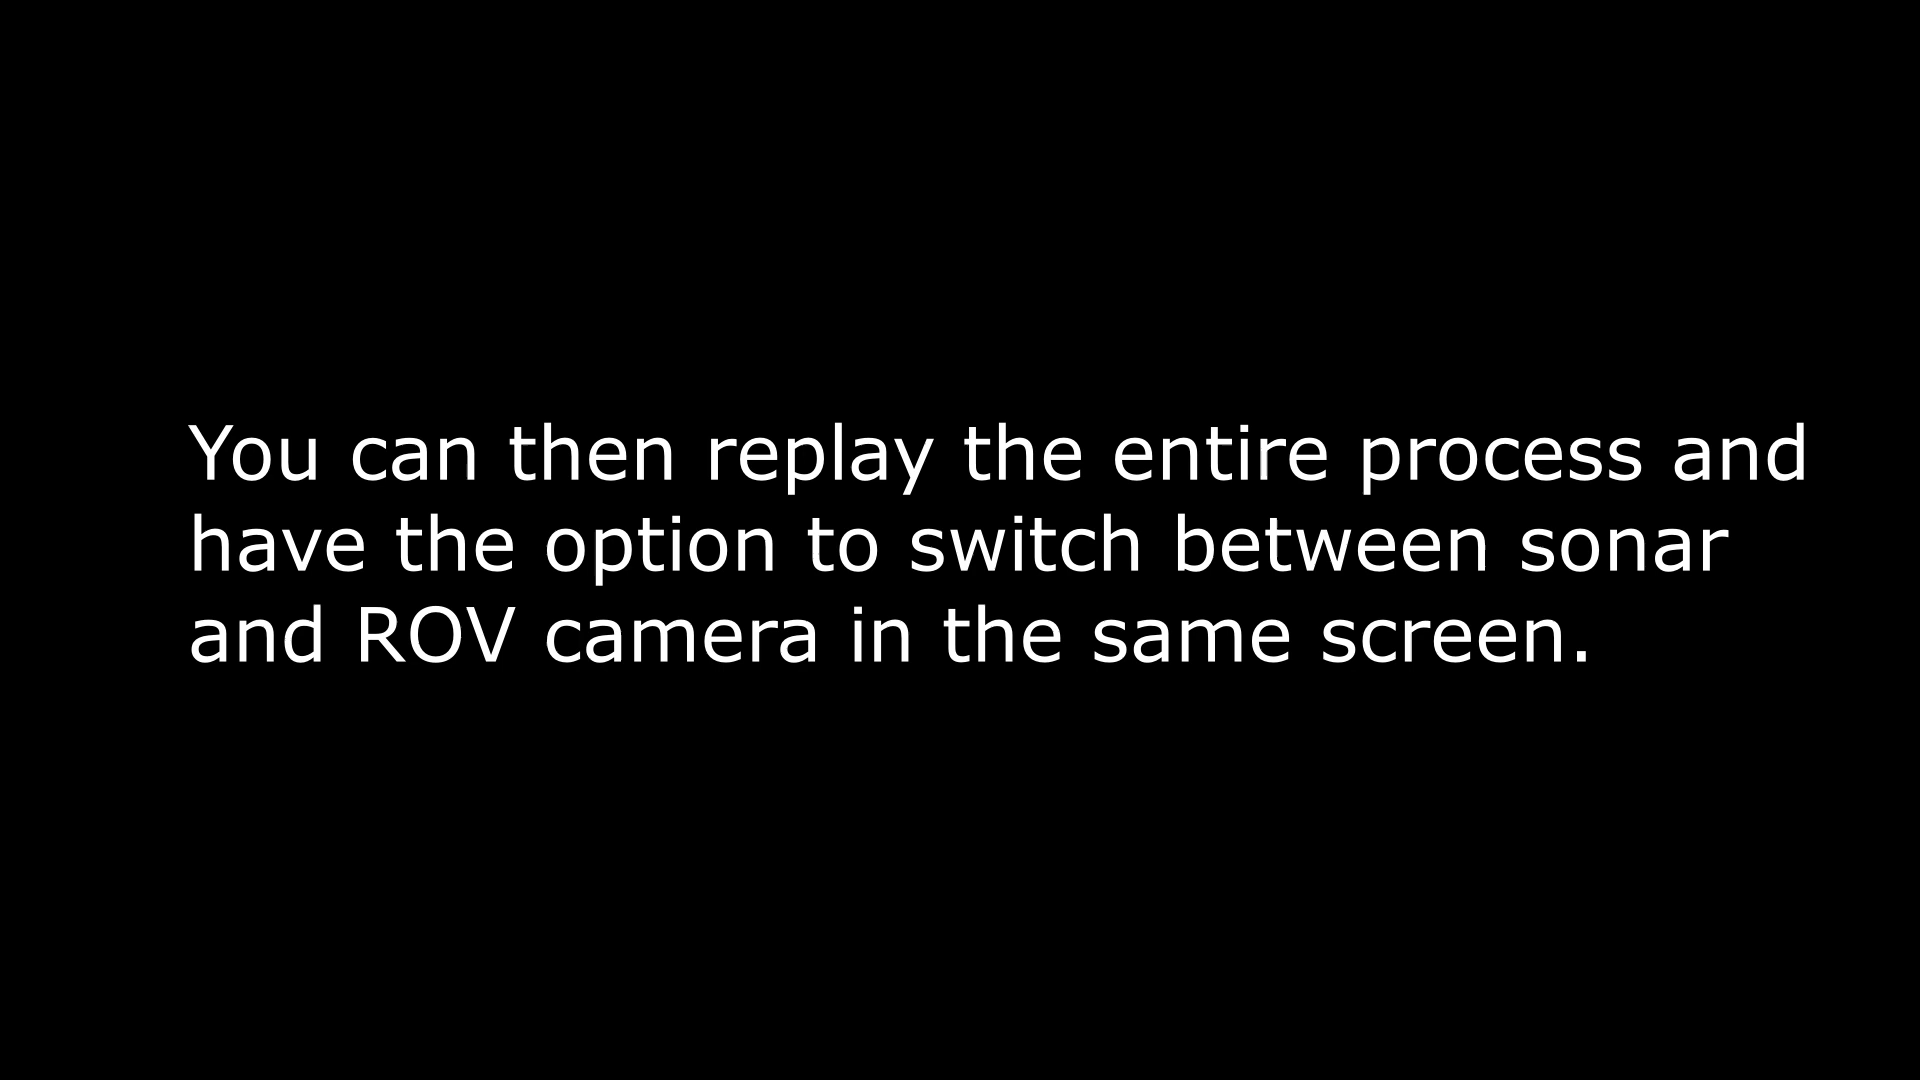 You can then replay the entire process and
have the option to switch between sonar
and ROV camera in the same screen.